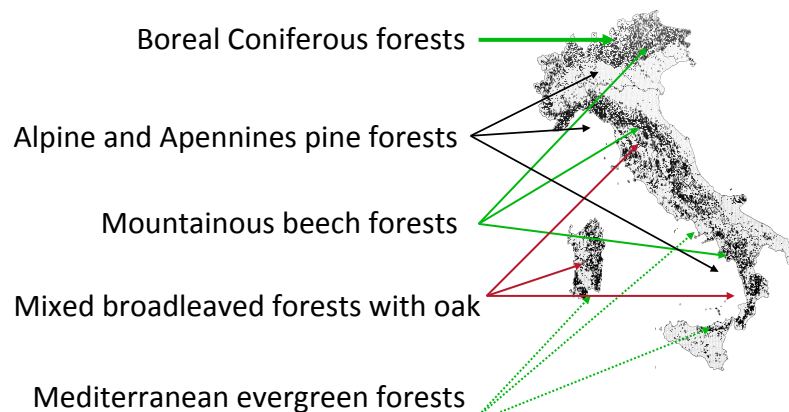 Boreal Coniferous forests
Alpine and Apennines pine forests
Mountainous beech forests
Mixed broadleaved forests with oak
Mediterranean evergreen forests